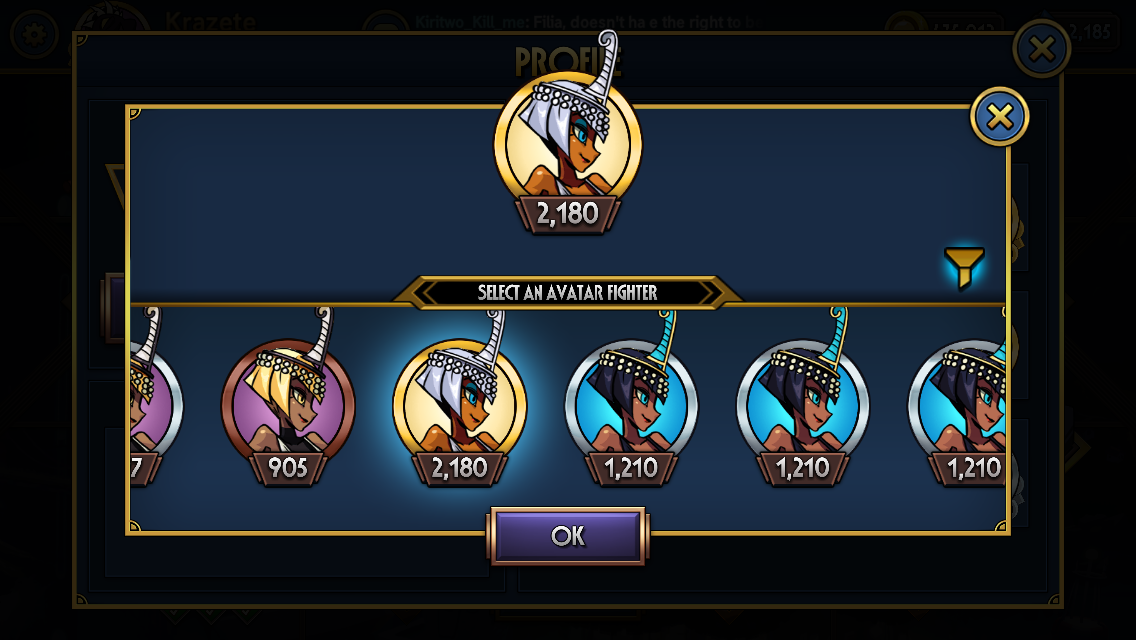 Krazete
Kiritwo_Kill_me: Filia, doesn't ha e the right to b
2,185
PROFILE
2,180
SELECT AN AVATAR FIGHTER
7
905
2,180
1,210
1,210
1,210
OK